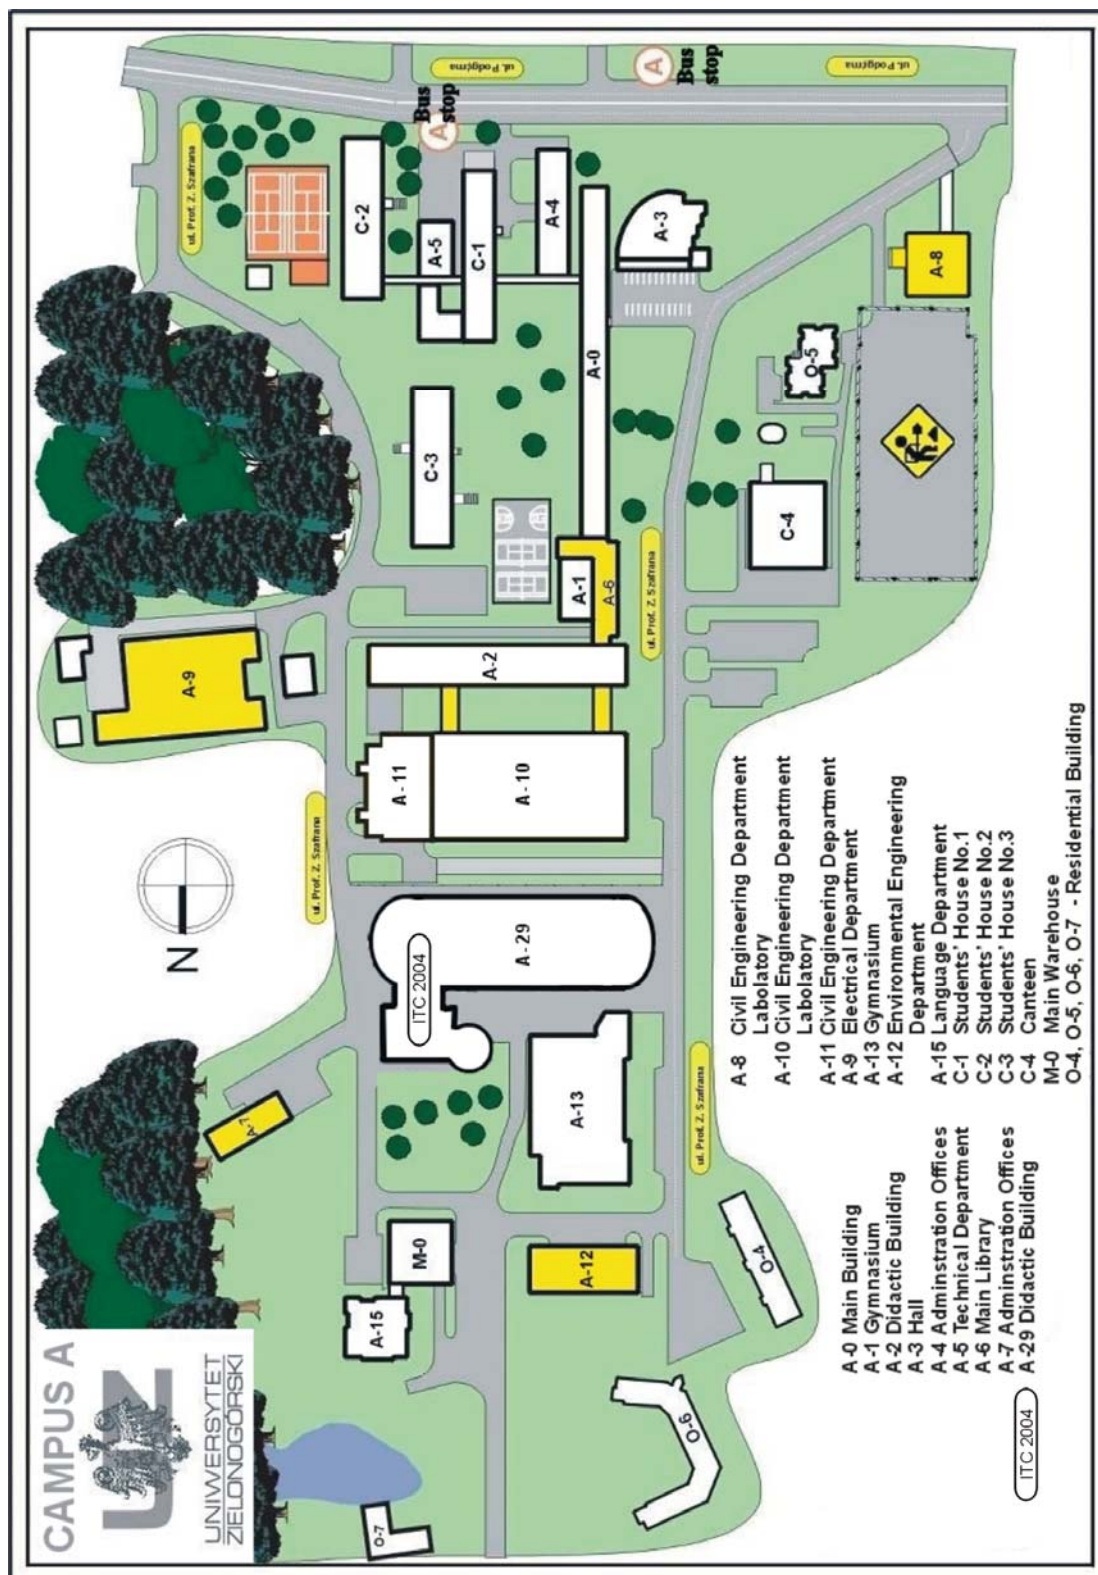 CAMPUS A
UZ
UNIWERSYTET
ZIELONOGÓRSKI
N
ul. Podgórna
ul. Podgórna
A
Bus
stop
A
Bus
stop
ul. Prof. Z. Szafrana
ul. Prof. Z. Szafrana
ul. Prof. Z. Szafrana
ul. Prof. Z. Szafrana
O-7
A-15
M-0
A-7
ITC 2004
A-29
A-11
A-10
A-9
A-2
A-1
A-6
C-3
C-2
A-5
C-1
A-4
A-0
A-3
A-8
O-5
C-4
A-13
A-12
O-4
O-6
A-0 Main Building
A-1 Gymnasium
A-2 Didactic Building
A-3 Hall
A-4 Adminstration Offices
A-5 Technical Department
A-6 Main Library
A-7 Adminstration Offices
ITC 2004 A-29 Didactic Building
A-8 Civil Engineering Department
Labolatory
A-10 Civil Engineering Department
Labolatory
A-11 Civil Engineering Department
A-9 Electrical Department
A-13 Gymnasium
A-12 Environmental Engineering
Department
A-15 Language Department
C-1 Students' House No.1
C-2 Students' House No.2
C-3 Students' House No.3
C-4 Canteen
M-0 Main Warehouse
O-4, O-5, O-6, O-7 - Residential Building